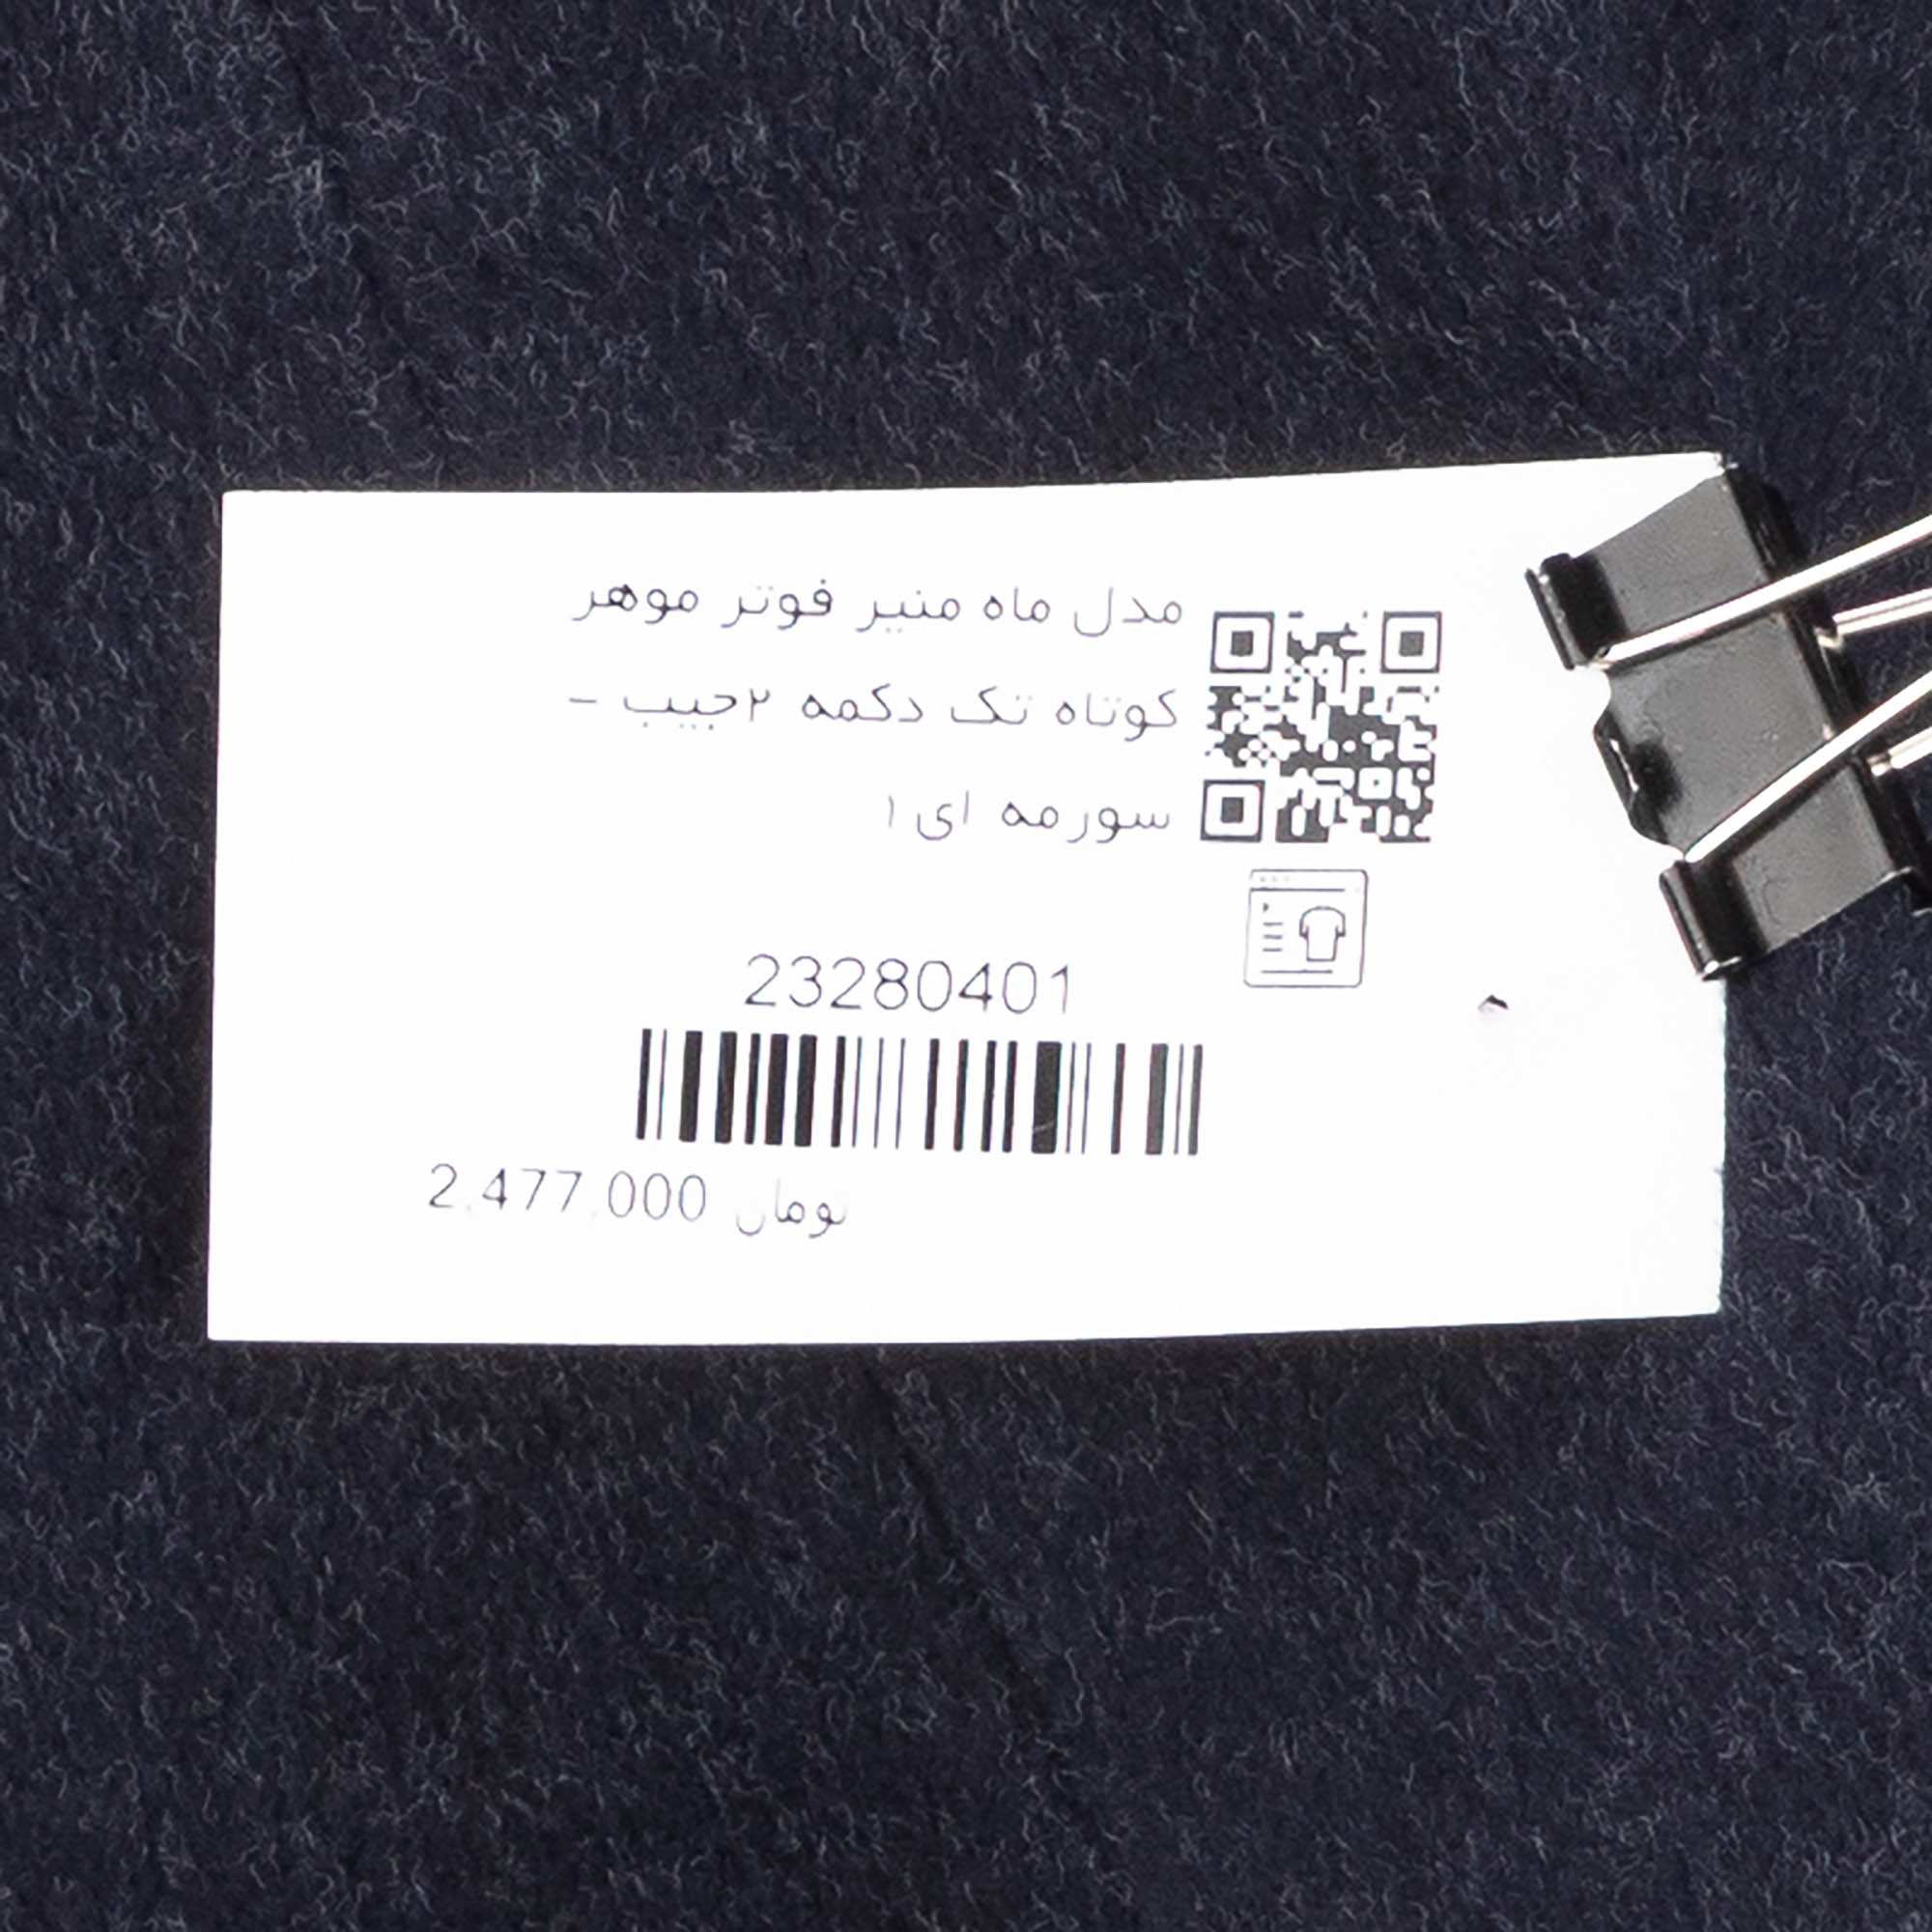 مدل ماه منیر فوتر موهر
کوتاه تک دکمه ۲جیب -
سورمه ای ۱
23280401
2,477,000 تومان